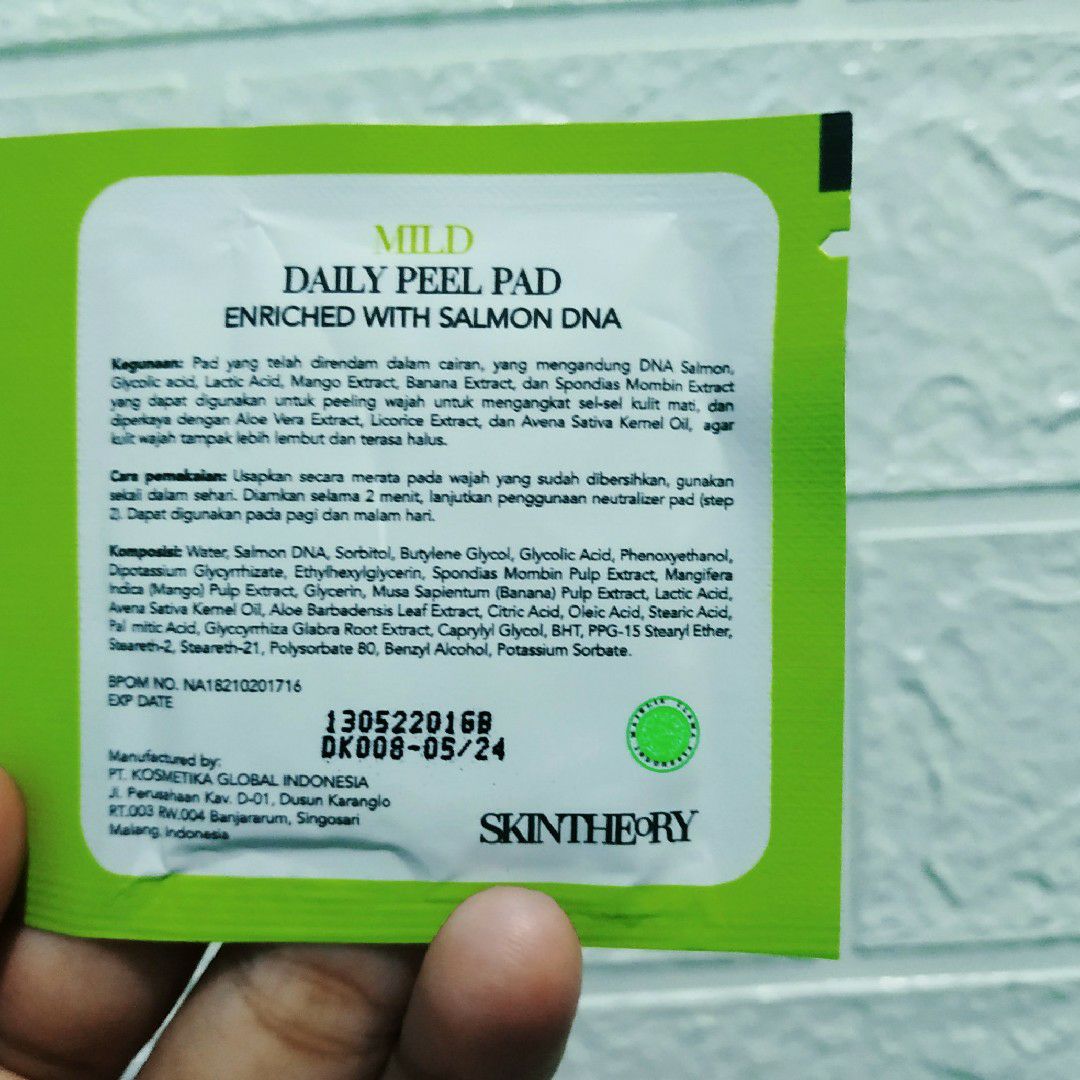 MILD
DAILY PEEL PAD
ENRICHED WITH SALMON DNA
Kegunaan: Pad yang telah direndam dalam cairan, yang mengandung DNA Salmon,
Glycolic acid, Lactic Acid, Mango Extract, Banana Extract, dan Spondias Mombin Extract
yang dapat digunakan untuk peeling wajah untuk mengangkat sel-sel kulit mati, dan
diperkaya dengan Aloe Vera Extract, Licorice Extract, dan Avena Sativa Kernel Oil, agar
kulit wajah tampak lebih lembut dan terasa halus.
Cara pemakaian: Usapkan secara merata pada wajah yang sudah dibersihkan, gunakan
sekali dalam sehari. Diamkan selama 2 menit, lanjutkan penggunaan neutralizer pad (step
2). Dapat digunakan pada pagi dan malam hari.
Komposisi: Water, Salmon DNA, Sorbitol, Butylene Glycol, Glycolic Acid, Phenoxyethanol,
Dipotassium Glycyrrhizate, Ethylhexylglycerin, Spondias Mombin Pulp Extract, Mangifera
Indica (Mango) Pulp Extract, Glycerin, Musa Sapientum (Banana) Pulp Extract, Lactic Acid,
Avena Sativa Kernel Oil, Aloe Barbadensis Leaf Extract, Citric Acid, Oleic Acid, Stearic Acid,
Pal mitic Acid, Glyccyrrhiza Glabra Root Extract, Caprylyl Glycol, BHT, PPG-15 Stearyl Ether,
Steareth-2, Steareth-21, Polysorbate 80, Benzyl Alcohol, Potassium Sorbate.
BPOM NO. NA18210201716
EXP DATE
130522016B
DK008-05/24
Manufactured by:
PT. KOSMETIKA GLOBAL INDONESIA
Jl. Perusahaan Kav. D-01, Dusun Karanglo
RT.003 RW.004 Banjararum, Singosari
Malang, Indonesia
SKINTHEORY